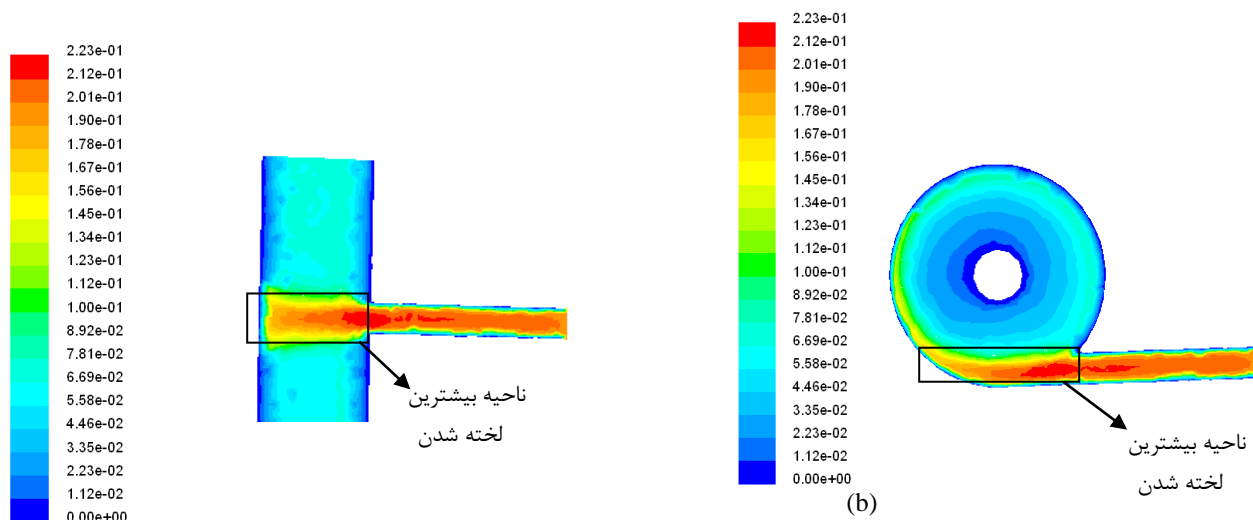 2.23e-01
2.12e-01
2.01e-01
1.90e-01
1.78e-01
1.67e-01
1.56e-01
1.45e-01
1.34e-01
1.23e-01
1.12e-01
1.00e-01
8.92e-02
7.81e-02
6.69e-02
5.58e-02
4.46e-02
3.35e-02
2.23e-02
1.12e-02
0.00e+00
ناحیه بیشترین
لخته شدن
2.23e-01
2.12e-01
2.01e-01
1.90e-01
1.78e-01
1.67e-01
1.56e-01
1.45e-01
1.34e-01
1.23e-01
1.12e-01
1.00e-01
8.92e-02
7.81e-02
6.69e-02
5.58e-02
4.46e-02
3.35e-02
2.23e-02
1.12e-02
0.00e+00
ناحیه بیشترین
لخته شدن
(b)